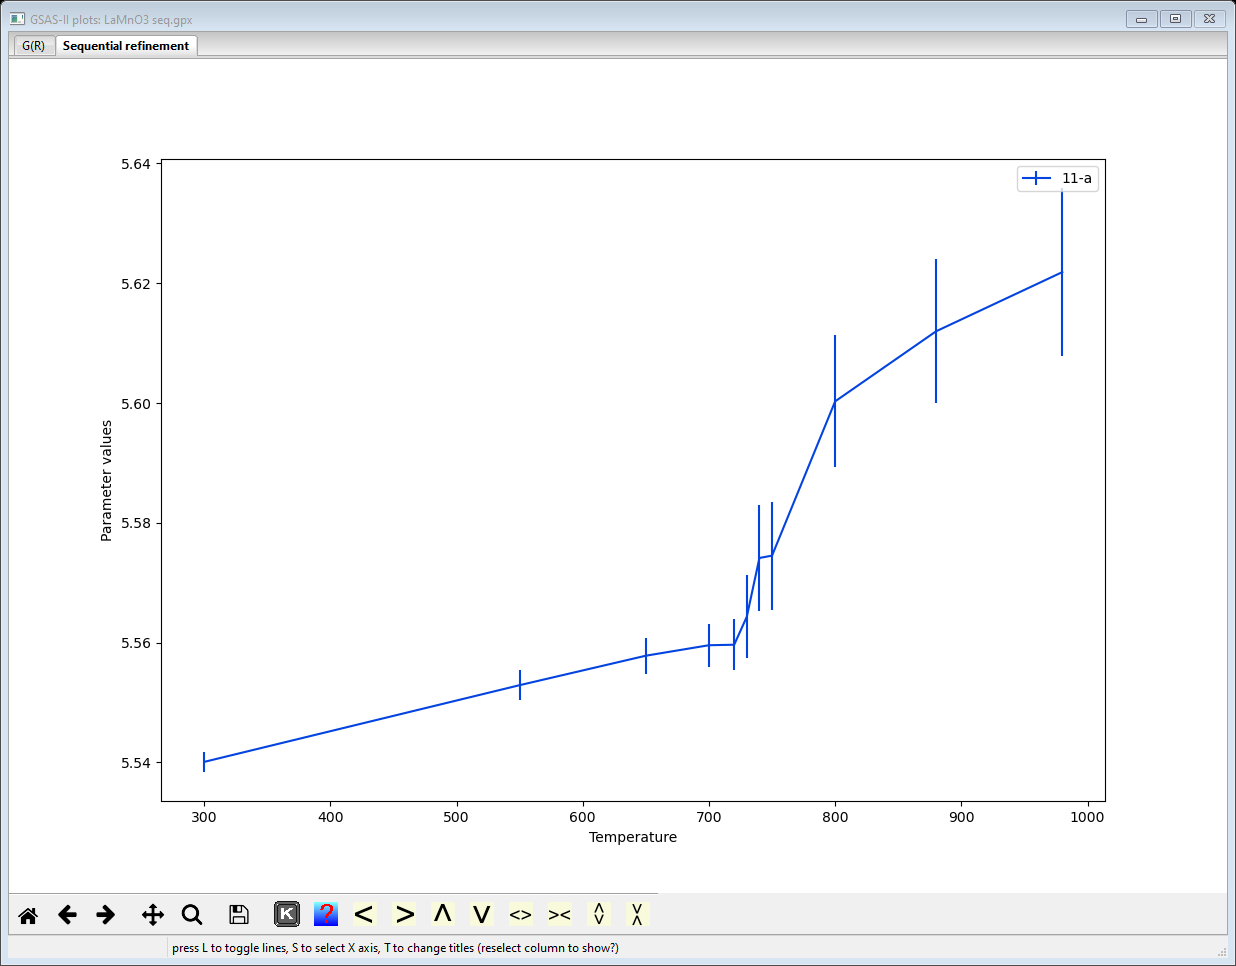 GSAS-II plots: LaMnO3 seq.gpx
G(R) Sequential refinement
11-a
5.64
5.62
5.60
5.58
5.56
5.54
Parameter values
300 400 500 600 700 800 900 1000
Temperature
K ? < > Λ V <> ><
press L to toggle lines, S to select X axis, T to change titles (reselect column to show?)